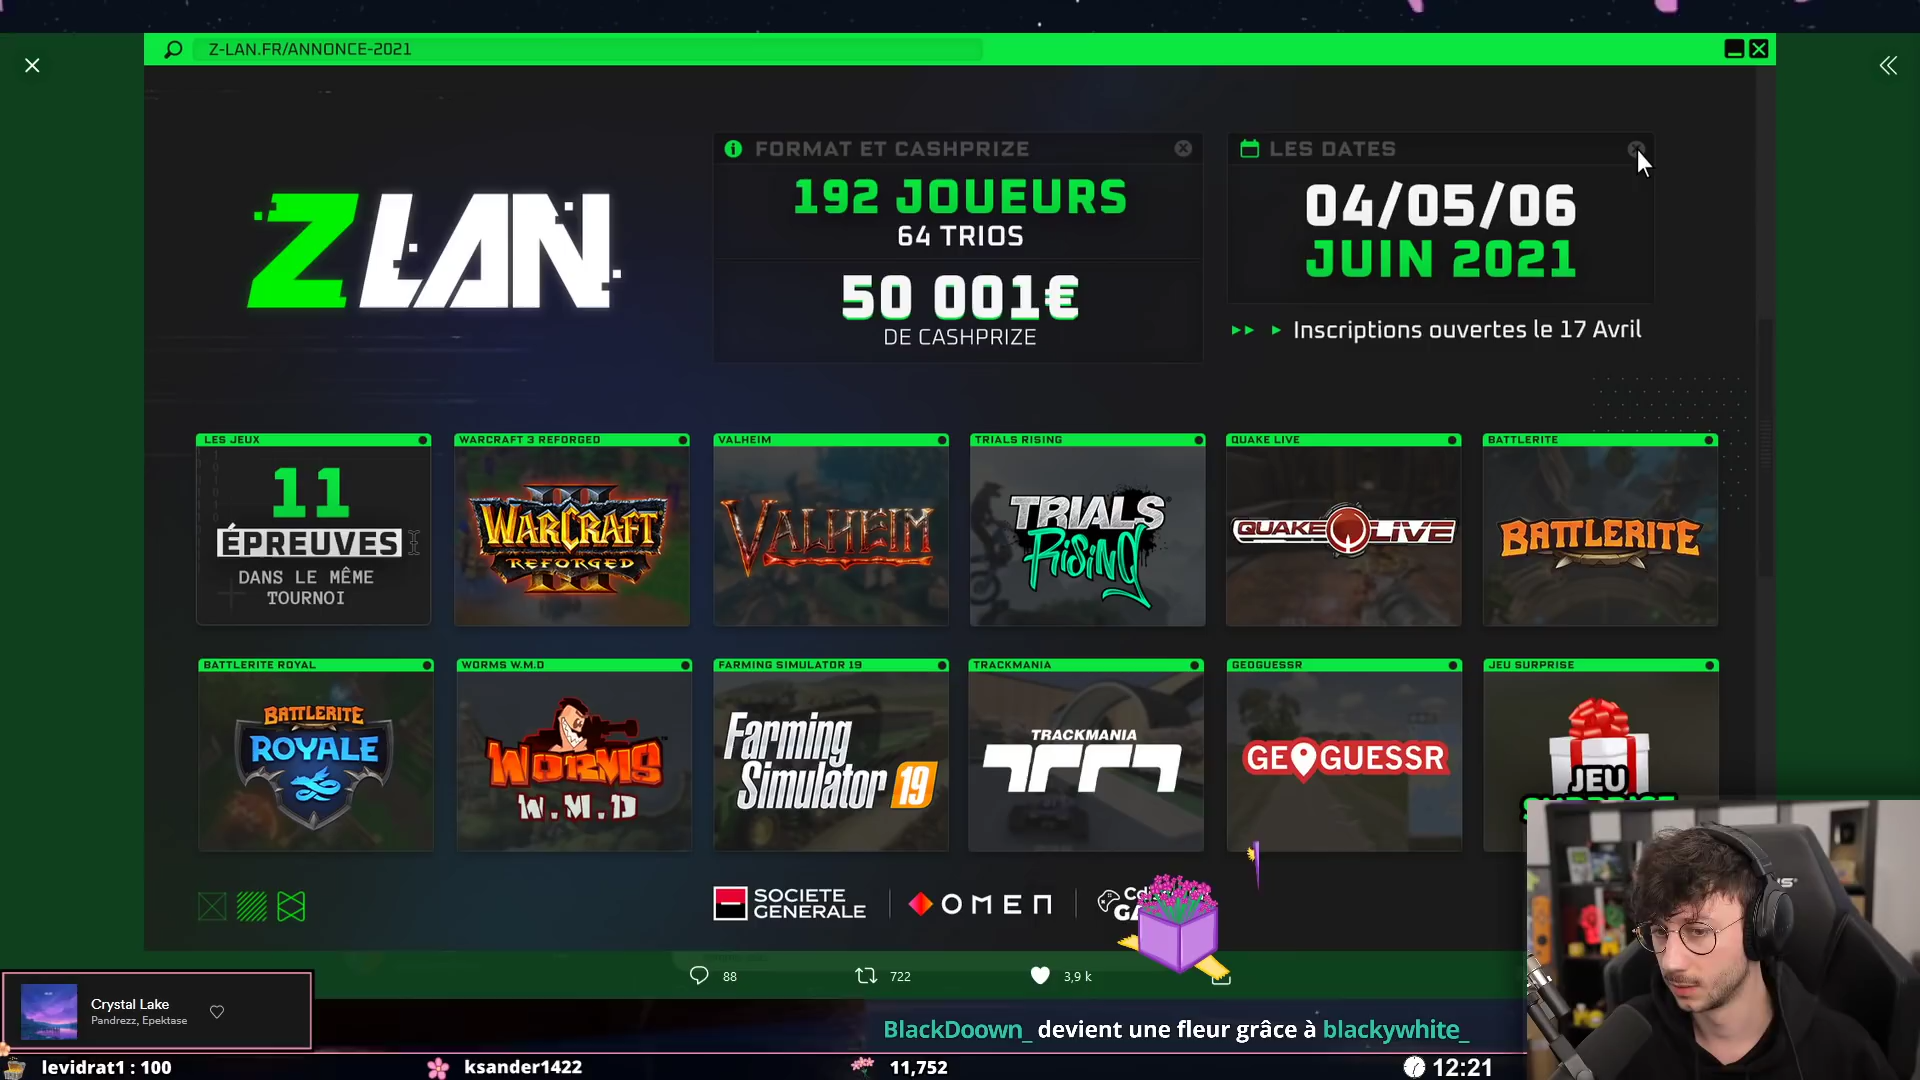 Z-LAN.FR/ANNONCE-2021
ZLAN
FORMAT ET CASHPRIZE
192 JOUEURS
64 TRIOS
50 001€
DE CASHPRIZE
LES DATES
04/05/06
JUIN 2021
Inscriptions ouvertes le 17 Avril
LES JEUX
11
ÉPREUVES
DANS LE MÊME
TOURNOI
WARCRAFT 3 REFORGED
WARCRAFT
III
REFORGED
VALHEIM
VALHEIM
TRIALS RISING
TRIALS
RISING
QUAKE LIVE
QUAKE LIVE
BATTLERITE
BATTLERITE
BATTLERITE ROYAL
BATTLERITE
ROYALE
WORMS W.M.D
WORMS
W.M.D
FARMING SIMULATOR 19
Farming
Simulator 19
TRACKMANIA
TRACKMANIA
GEOGUESSR
GEOGUESSR
JEU SURPRISE
JEU
SURPRISE
SOCIETE
GENERALE
OMEN
88
722
3,9 k
Crystal Lake
Pandrezz, Epektase
BlackDoown_ devient une fleur grâce à blackywhite_
levidrat1 : 100
ksander1422
11,752
12:21